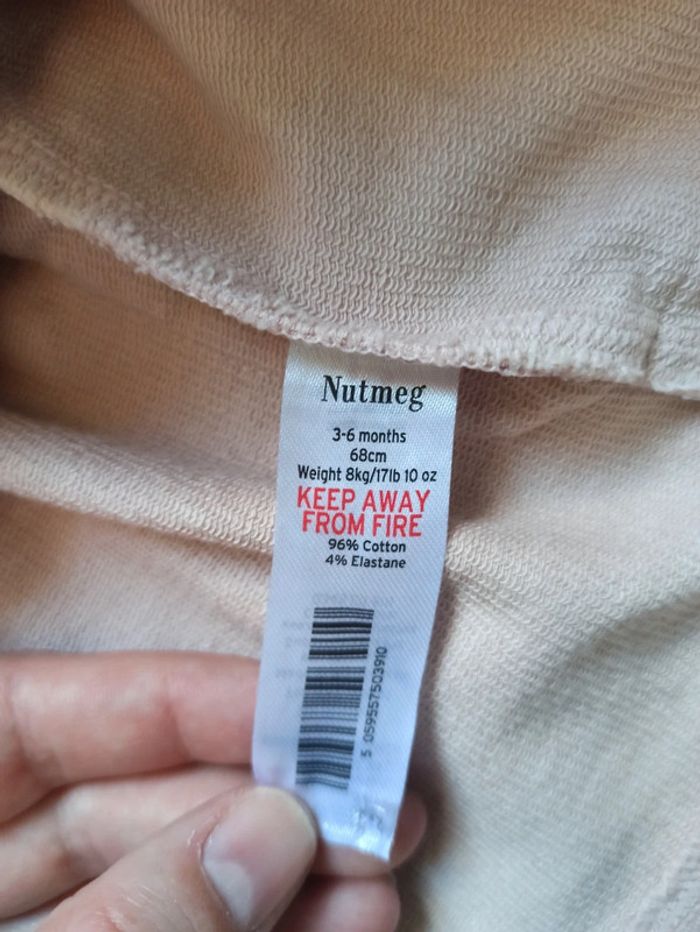 Nutmeg
3-6 months
68cm
Weight 8kg/17lb 10 oz
KEEP AWAY
FROM FIRE
96% Cotton
4% Elastane
5 059557503910